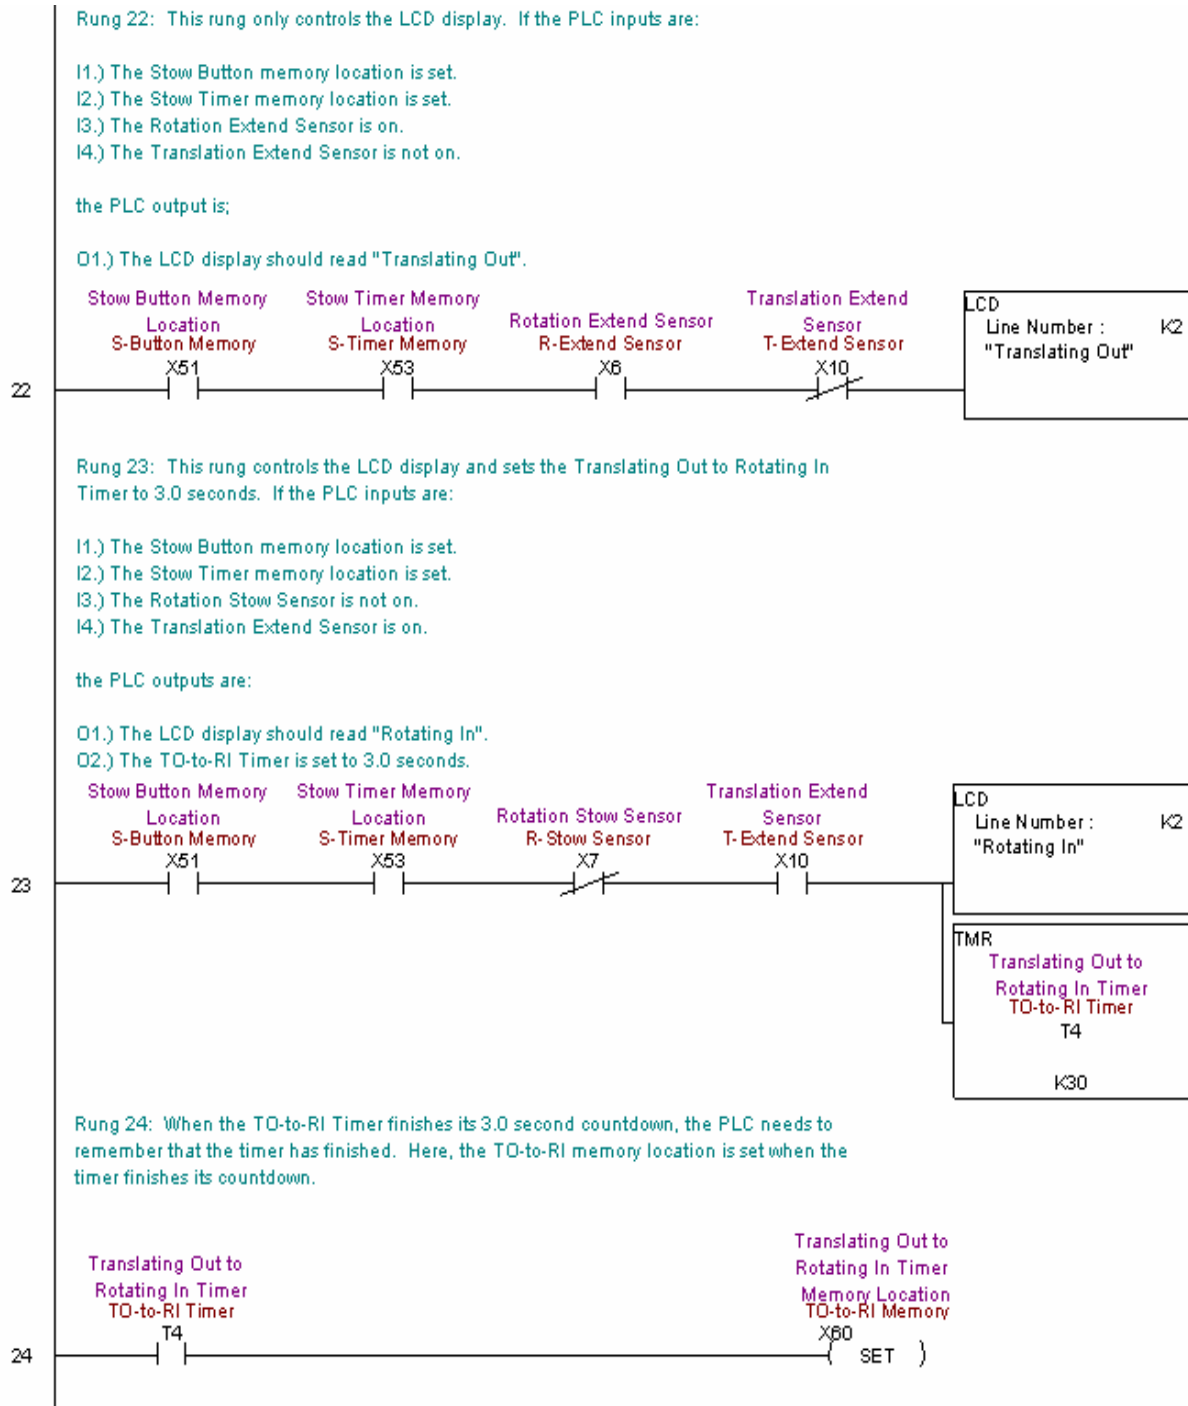 Rung 22: This rung only controls the LCD display. If the PLC inputs are:
I1.) The Stow Button memory location is set.
I2.) The Stow Timer memory location is set.
I3.) The Rotation Extend Sensor is on.
I4.) The Translation Extend Sensor is not on.
the PLC output is;
O1.) The LCD display should read "Translating Out".
Stow Button Memory
Location
S-Button Memory
X51
Stow Timer Memory
Location
S-Timer Memory
X53
Rotation Extend Sensor
R-Extend Sensor
X6
Translation Extend
Sensor
T-Extend Sensor
X10
LCD
Line Number : K2
"Translating Out"
22
Rung 23: This rung controls the LCD display and sets the Translating Out to Rotating In
Timer to 3.0 seconds. If the PLC inputs are:
I1.) The Stow Button memory location is set.
I2.) The Stow Timer memory location is set.
I3.) The Rotation Stow Sensor is not on.
I4.) The Translation Extend Sensor is on.
the PLC outputs are:
O1.) The LCD display should read "Rotating In".
O2.) The TO-to-RI Timer is set to 3.0 seconds.
Stow Button Memory
Location
S-Button Memory
X51
Stow Timer Memory
Location
S-Timer Memory
X53
Rotation Stow Sensor
R-Stow Sensor
X7
Translation Extend
Sensor
T-Extend Sensor
X10
LCD
Line Number : K2
"Rotating In"
23
TMR
Translating Out to
Rotating In Timer
TO-to-RI Timer
T4
K30
Rung 24: When the TO-to-RI Timer finishes its 3.0 second countdown, the PLC needs to
remember that the timer has finished. Here, the TO-to-RI memory location is set when the
timer finishes its countdown.
Translating Out to
Rotating In Timer
TO-to-RI Timer
T4
Translating Out to
Rotating In Timer
Memory Location
TO-to-RI Memory
X60
SET
24